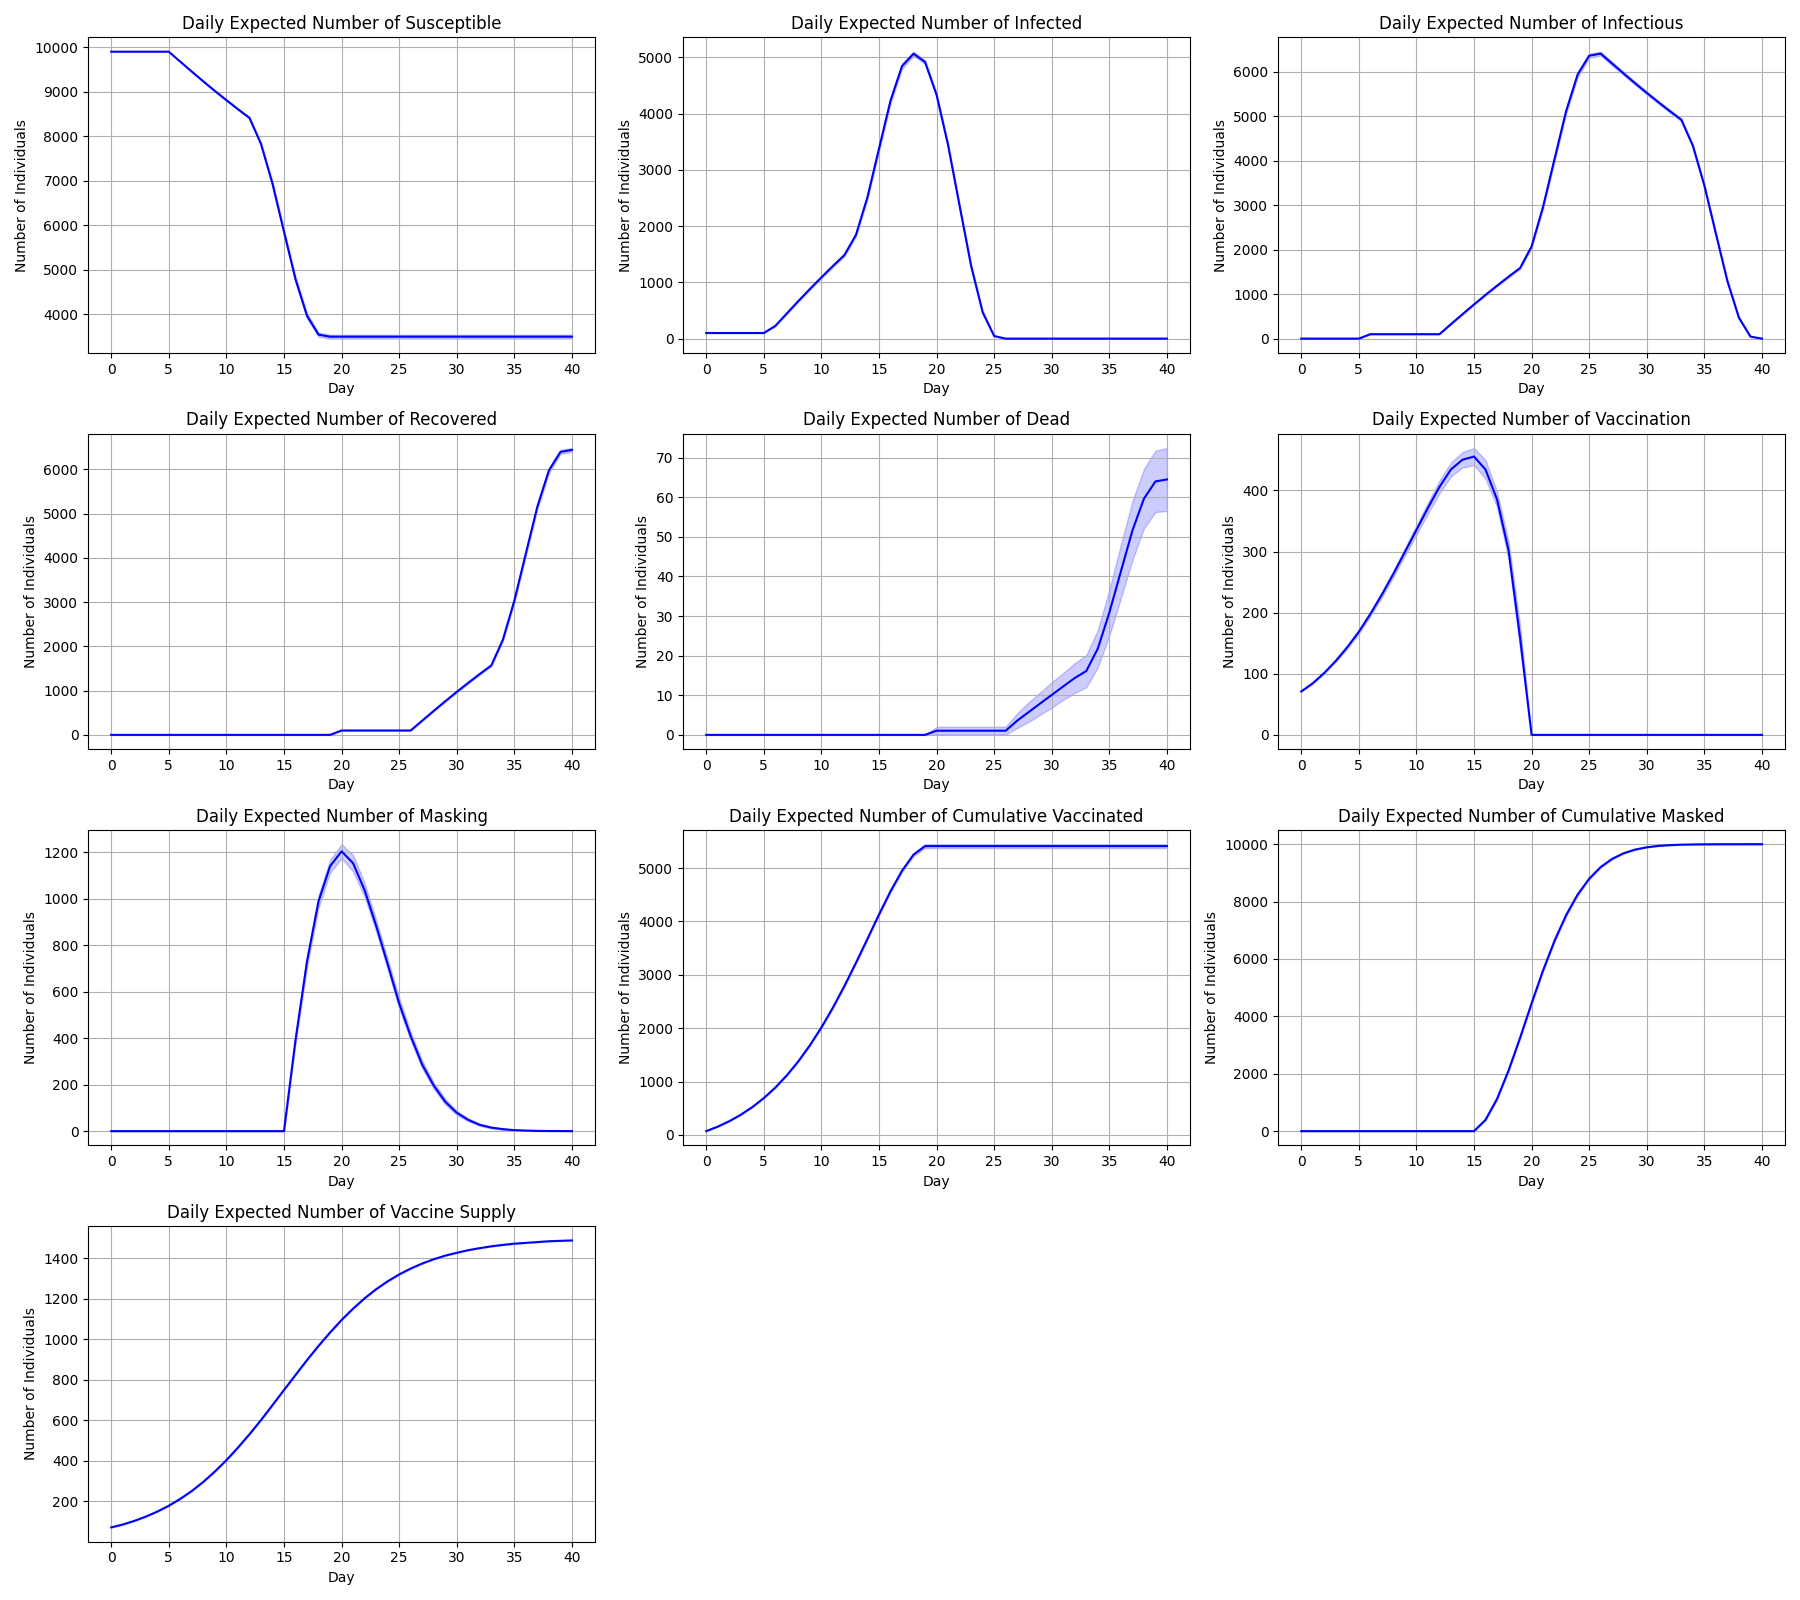 Daily Expected Number of Susceptible
Number of Individuals
10000
9000
8000
7000
6000
5000
4000
0 5 10 15 20 25 30 35 40
Day
Daily Expected Number of Infected
Number of Individuals
5000
4000
3000
2000
1000
0
0 5 10 15 20 25 30 35 40
Day
Daily Expected Number of Infectious
Number of Individuals
6000
5000
4000
3000
2000
1000
0
0 5 10 15 20 25 30 35 40
Day
Daily Expected Number of Recovered
Number of Individuals
6000
5000
4000
3000
2000
1000
0
0 5 10 15 20 25 30 35 40
Day
Daily Expected Number of Dead
Number of Individuals
70
60
50
40
30
20
10
0
0 5 10 15 20 25 30 35 40
Day
Daily Expected Number of Vaccination
Number of Individuals
400
300
200
100
0
0 5 10 15 20 25 30 35 40
Day
Daily Expected Number of Masking
Number of Individuals
1200
1000
800
600
400
200
0
0 5 10 15 20 25 30 35 40
Day
Daily Expected Number of Cumulative Vaccinated
Number of Individuals
5000
4000
3000
2000
1000
0
0 5 10 15 20 25 30 35 40
Day
Daily Expected Number of Cumulative Masked
Number of Individuals
10000
8000
6000
4000
2000
0
0 5 10 15 20 25 30 35 40
Day
Daily Expected Number of Vaccine Supply
Number of Individuals
1400
1200
1000
800
600
400
200
0 5 10 15 20 25 30 35 40
Day